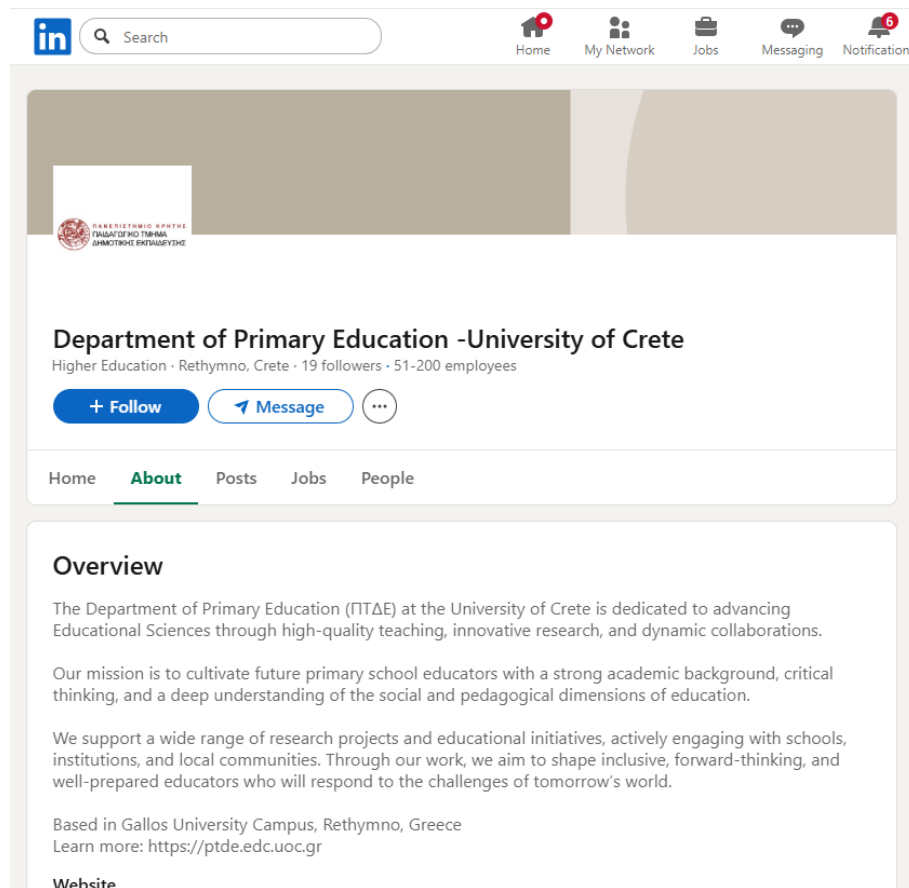 in
Search
Home
My Network
Jobs
Messaging
6
Notification
ΠΑΝΕΠΙΣΤΗΜΙΟ ΚΡΗΤΗΣ
ΠΑΙΔΑΓΩΓΙΚΟ ΤΜΗΜΑ
ΔΗΜΟΤΙΚΗΣ ΕΚΠΑΙΔΕΥΣΗΣ
Department of Primary Education -University of Crete
Higher Education · Rethymno, Crete · 19 followers · 51-200 employees
+ Follow
Message
Home
About
Posts
Jobs
People
Overview
The Department of Primary Education (ΠΤΔΕ) at the University of Crete is dedicated to advancing
Educational Sciences through high-quality teaching, innovative research, and dynamic collaborations.
Our mission is to cultivate future primary school educators with a strong academic background, critical
thinking, and a deep understanding of the social and pedagogical dimensions of education.
We support a wide range of research projects and educational initiatives, actively engaging with schools,
institutions, and local communities. Through our work, we aim to shape inclusive, forward-thinking, and
well-prepared educators who will respond to the challenges of tomorrow's world.
Based in Gallos University Campus, Rethymno, Greece
Learn more: https://ptde.edc.uoc.gr
Website